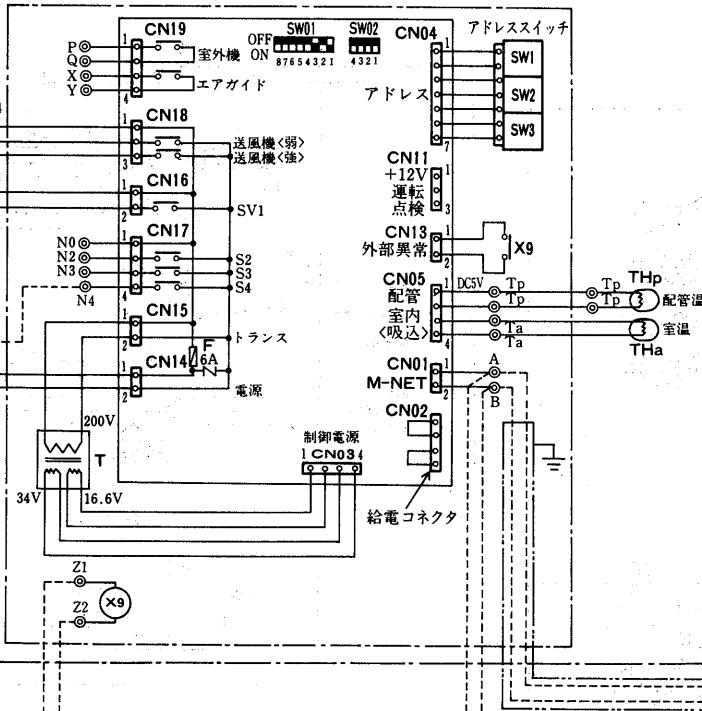 CN19
P
Q
X
Y
1
4
室外機
エアガイド
OFF
ON
SW01
87654321
SW02
4321
CN04
1
7
アドレス
アドレススイッチ
SW1
SW2
SW3
CN18
1
3
送風機<弱>
送風機<強>
CN16
1
2
SV1
CN17
N0
N2
N3
N4
1
4
S2
S3
S4
CN15
1
2
トランス
F
6A
CN14
1
2
電源
CN11
+12V
運転
点検
1
3
CN13
外部異常
1
2
X9
CN05
配管
室内
<吸込>
1
4
DC5V
Tp
Tp
Tp
Tp
Ta
Ta
THp
配管温
室温
THa
CN01
M-NET
1
2
A
B
CN02
給電コネクタ
制御電源
1 CN03 4
200V
T
34V
16.6V
Z1
Z2
X9